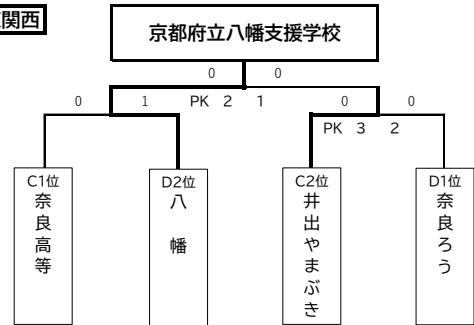 関西
京都府立八幡支援学校
0 0
0 1 PK 2 1 0 0
PK 3 2
C1位 D2位 C2位 D1位
奈良高等
八幡
井出やまぶき
奈良ろう